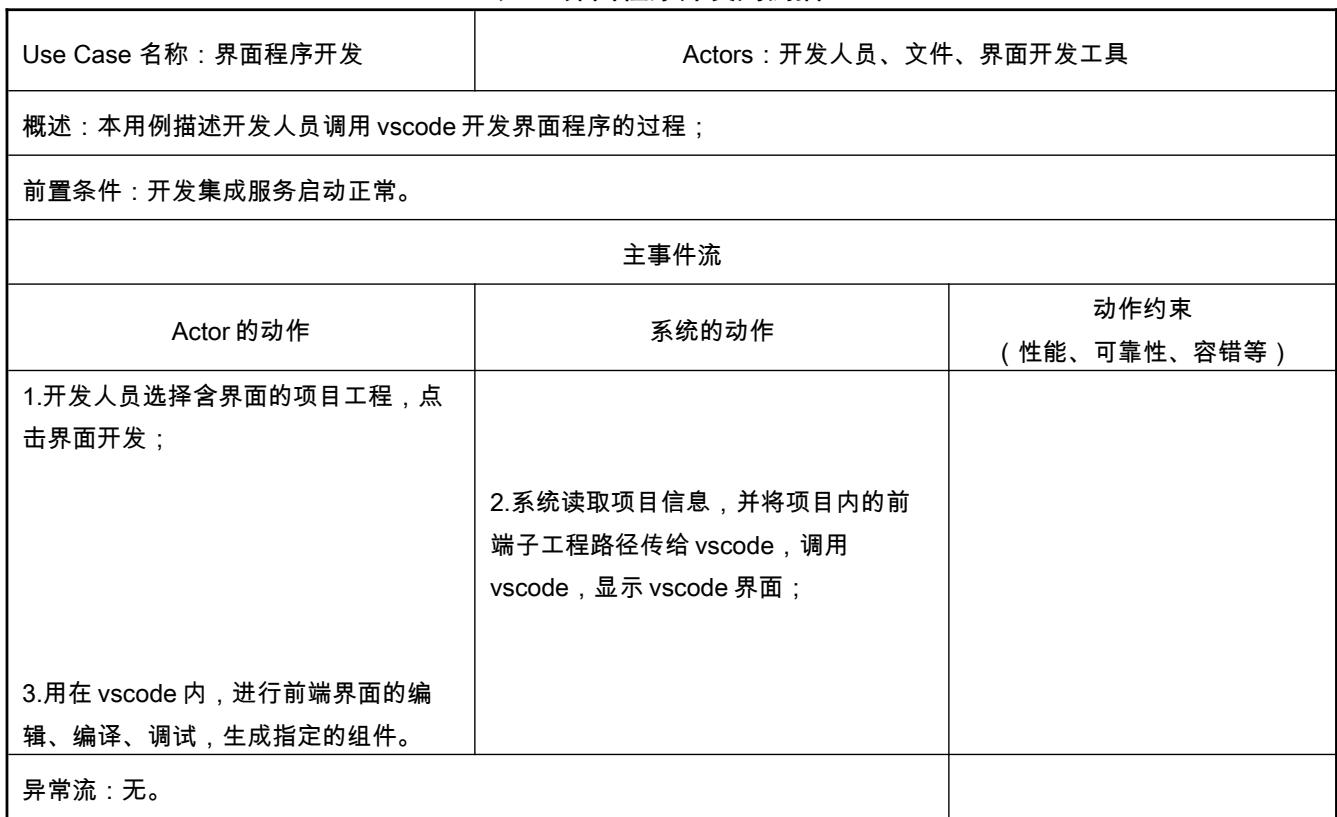 Use Case 名称：界面程序开发
Actors：开发人员、文件、界面开发工具
概述：本用例描述开发人员调用 vscode 开发界面程序的过程；
前置条件：开发集成服务启动正常。
主事件流
Actor 的动作
系统的动作
动作约束
（性能、可靠性、容错等）
1.开发人员选择含界面的项目工程，点
击界面开发；
2.系统读取项目信息，并将项目内的前
端子工程路径传给 vscode，调用
vscode，显示 vscode 界面；
3.用在 vscode 内，进行前端界面的编
辑、编译、调试，生成指定的组件。
异常流：无。